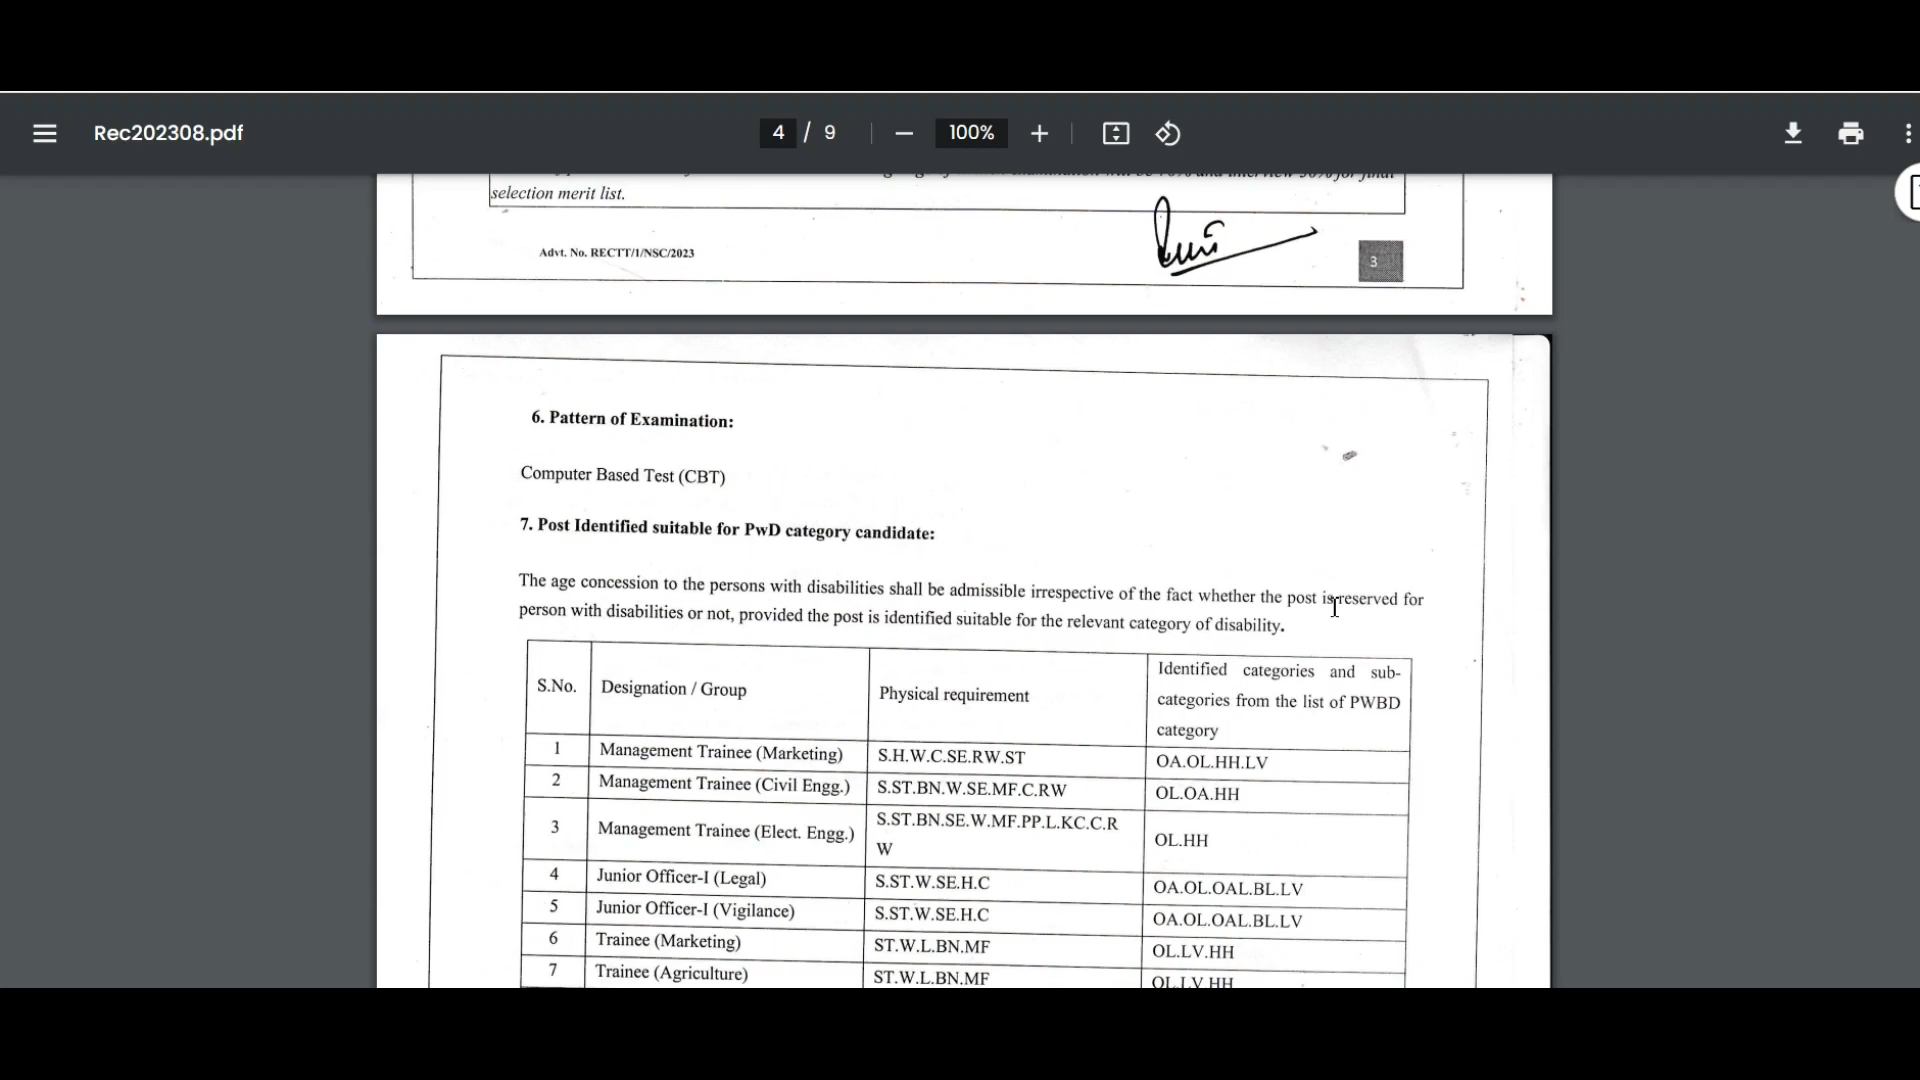 Rec202308.pdf
4 / 9
100%
selection merit list.
Advt. No. RECTT/1/NSC/2023
3
6. Pattern of Examination:
Computer Based Test (CBT)
7. Post Identified suitable for PwD category candidate:
The age concession to the persons with disabilities shall be admissible irrespective of the fact whether the post is reserved for
person with disabilities or not, provided the post is identified suitable for the relevant category of disability.
S.No. Designation / Group Physical requirement Identified categories and sub-
categories from the list of PWBD
category
1 Management Trainee (Marketing) S.H.W.C.SE.RW.ST OA.OL.HH.LV
2 Management Trainee (Civil Engg.) S.ST.BN.W.SE.MF.C.RW OL.OA.HH
3 Management Trainee (Elect. Engg.) S.ST.BN.SE.W.MF.PP.L.KC.C.R OL.HH
W
4 Junior Officer-I (Legal) S.ST.W.SE.H.C OA.OL.OAL.BL.LV
5 Junior Officer-I (Vigilance) S.ST.W.SE.H.C OA.OL.OAL.BL.LV
6 Trainee (Marketing) ST.W.L.BN.MF OL.LV.HH
7 Trainee (Agriculture) ST.W.L.BN.MF OL.LV.HH